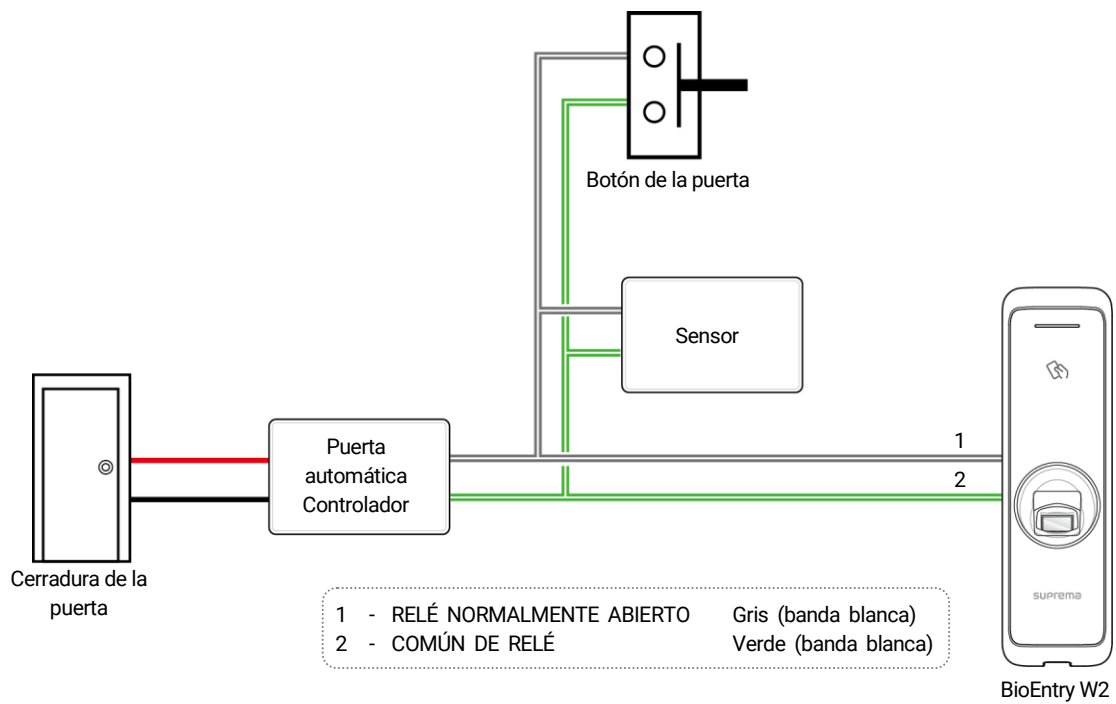 Botón de la puerta
Sensor
Puerta
automática
Controlador
1
2
Cerradura de la
puerta
1 - RELÉ NORMALMENTE ABIERTO Gris (banda blanca)
2 - COMÚN DE RELÉ Verde (banda blanca)
suprema
BioEntry W2